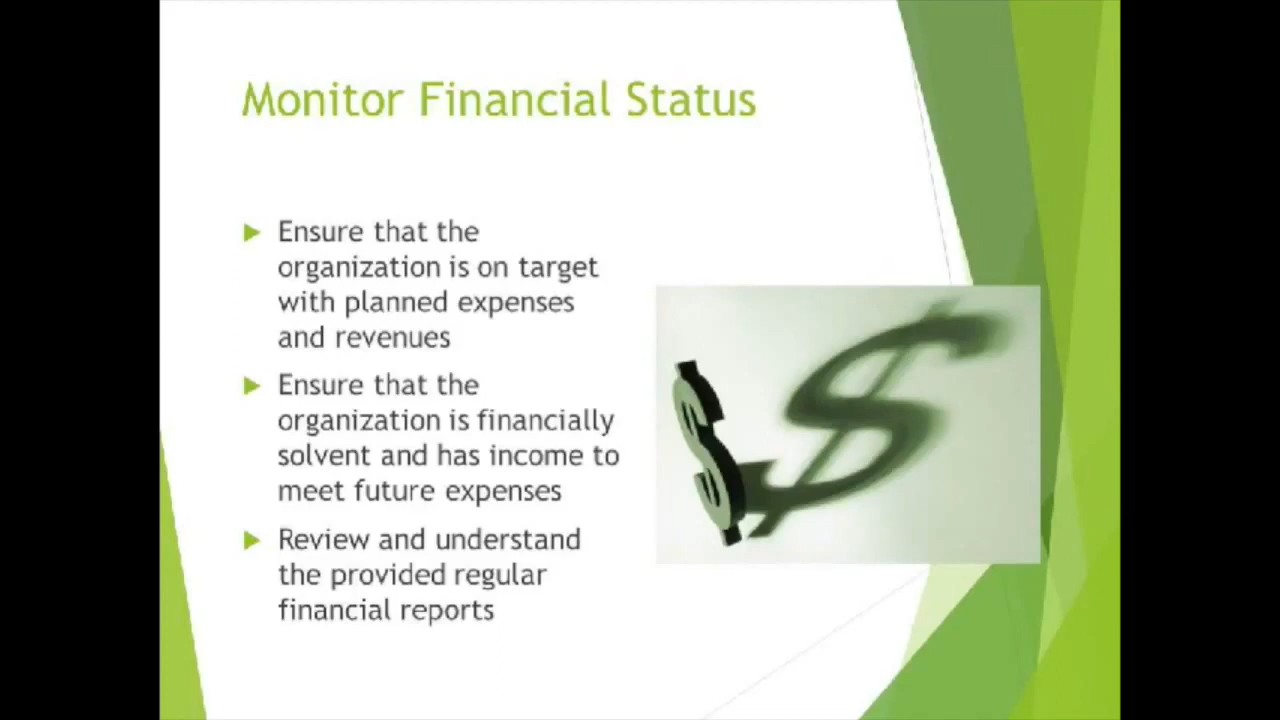 Monitor Financial Status
Ensure that the
organization is on target
with planned expenses
and revenues
Ensure that the
organization is financially
solvent and has income to
meet future expenses
Review and understand
the provided regular
financial reports